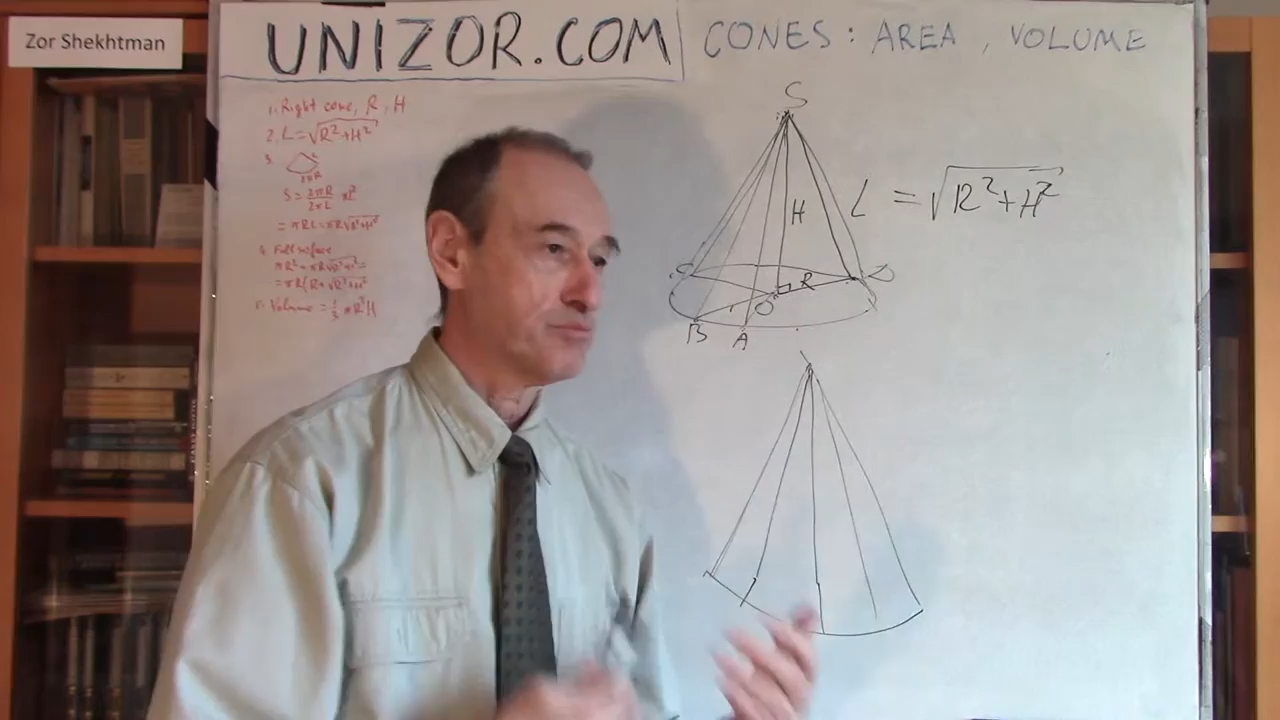 Zor Shekhtman
UNIZOR.COM
CONES: AREA, VOLUME
1. Right cone, R, H
2. L=√R²+H²
3.
2πR
S = 2πR/2πL πL²
= πRL=πR√R²+H²
4. Full surface
πR²+πR√R²+H²=
=πR(R+√R²+H²
5. Volume = 1/3 πR²H
S
H
L = √R²+H²
C
D
R
O
B
A